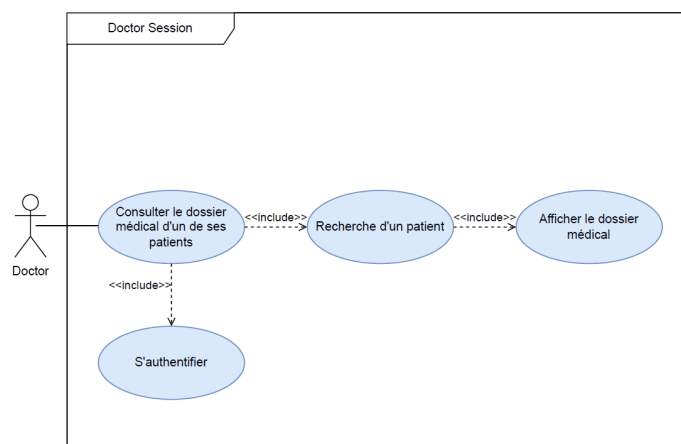 Doctor Session
Consulter le dossier
médical d'un de ses
patients
<<include>>
Recherche d'un patient
<<include>>
Afficher le dossier
médical
Doctor
<<include>>
S'authentifier